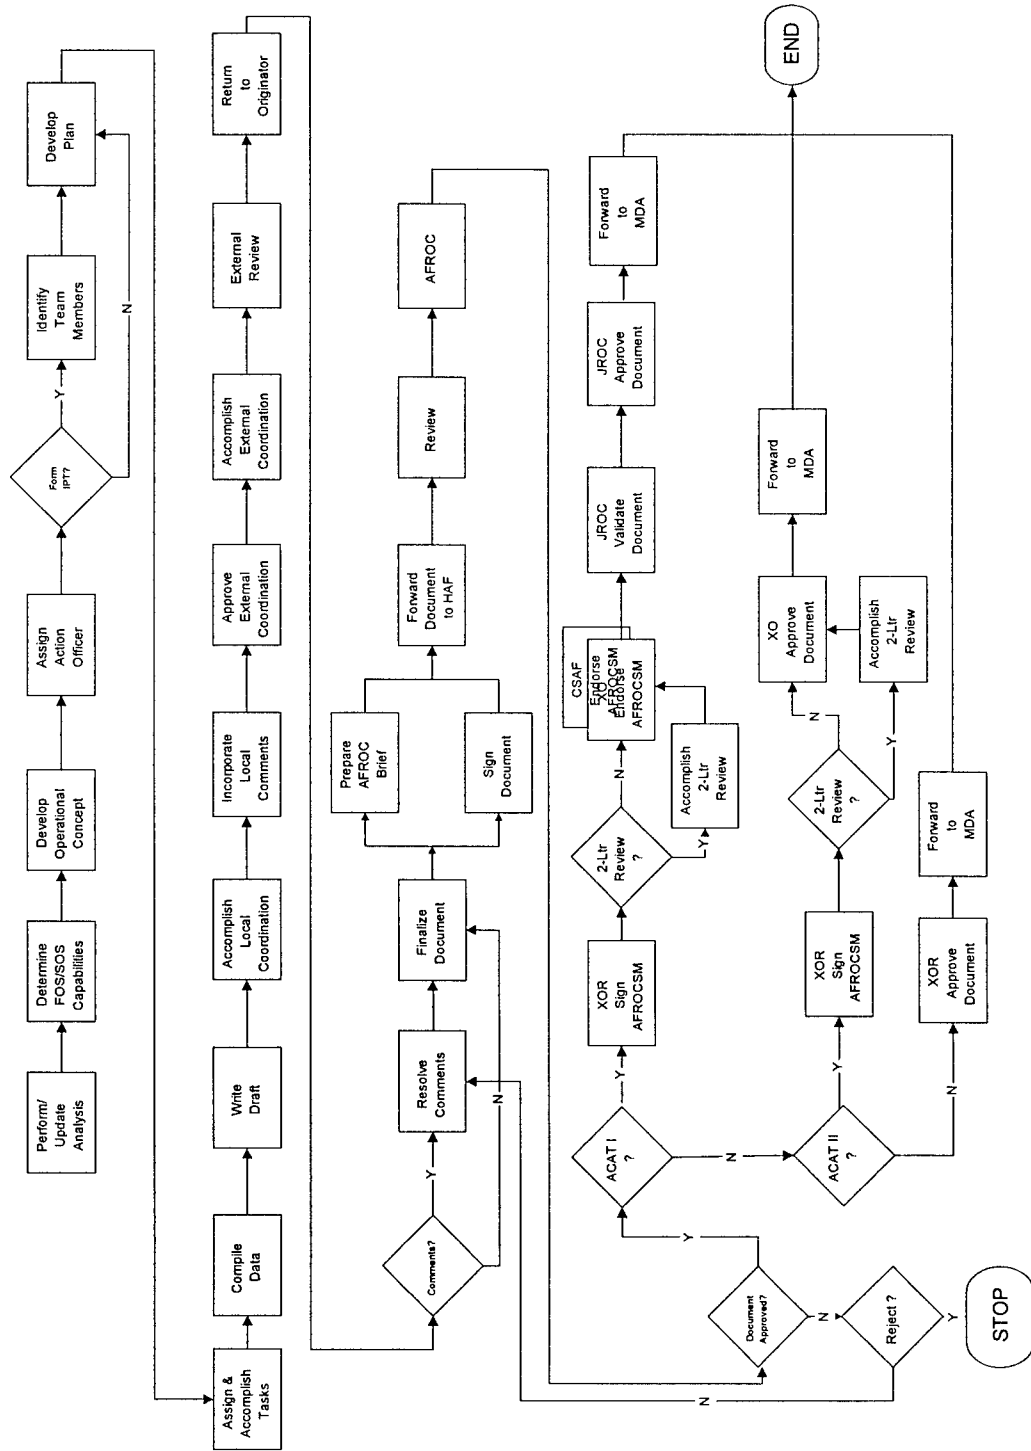 Perform/
Update
Analysis
Determine
FOS/SOS
Capabilities
Develop
Operational
Concept
Assign
Action
Officer
Form
IPT?
Y
N
Identify
Team
Members
Develop
Plan
Assign &
Accomplish
Tasks
Compile
Data
Write
Draft
Accomplish
Local
Coordination
Incorporate
Local
Comments
Approve
External
Coordination
Accomplish
External
Coordination
External
Review
Return
to
Originator
Comments?
Y
N
Resolve
Comments
Finalize
Document
Prepare
AFROC
Brief
Sign
Document
Forward
Document
to HAF
Review
AFROC
Document
Approved?
Y
N
Reject ?
N
Y
STOP
ACAT I
?
Y
N
XOR
Sign
AFROCSM
2-Ltr
Review
?
N
Y
Accomplish
2-Ltr
Review
CSAF
Endorse
AFROCSM
XO
Endorse
AFROCSM
JROC
Validate
Document
JROC
Approve
Document
Forward
to
MDA
ACAT II
?
Y
N
XOR
Sign
AFROCSM
2-Ltr
Review
?
N
Y
Accomplish
2-Ltr
Review
XO
Approve
Document
Forward
to
MDA
XOR
Approve
Document
Forward
to
MDA
END